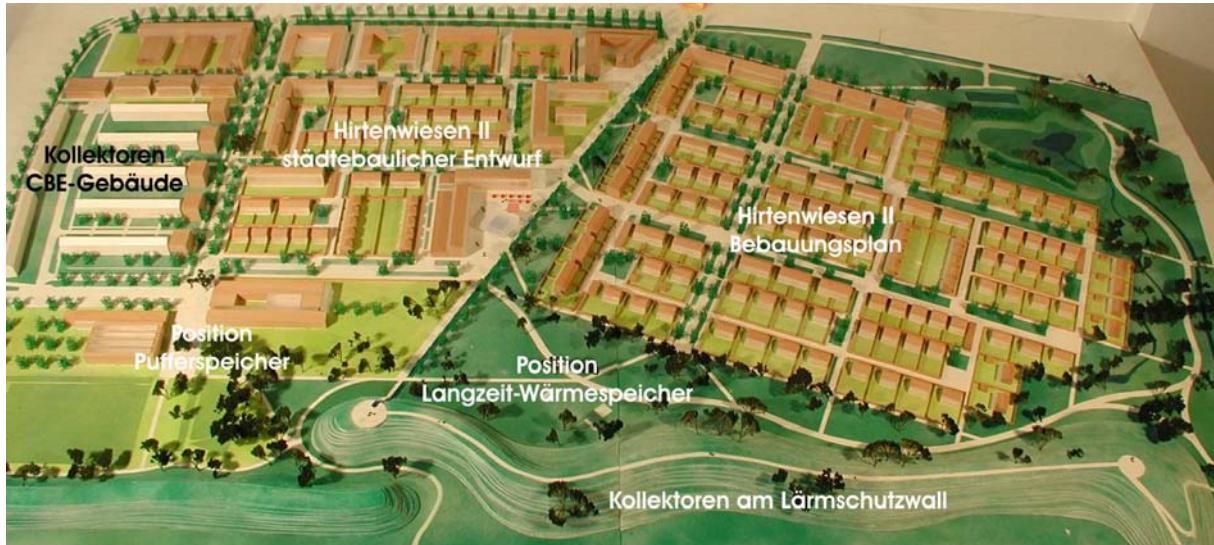 Hirtenwiesen II
städtebaulicher Entwurf
Kollektoren
CBE-Gebäude
Hirtenwiesen II
Bebauungsplan
Position
Pufferspeicher
Position
Langzeit-Wärmespeicher
Kollektoren am Lärmschutzwall